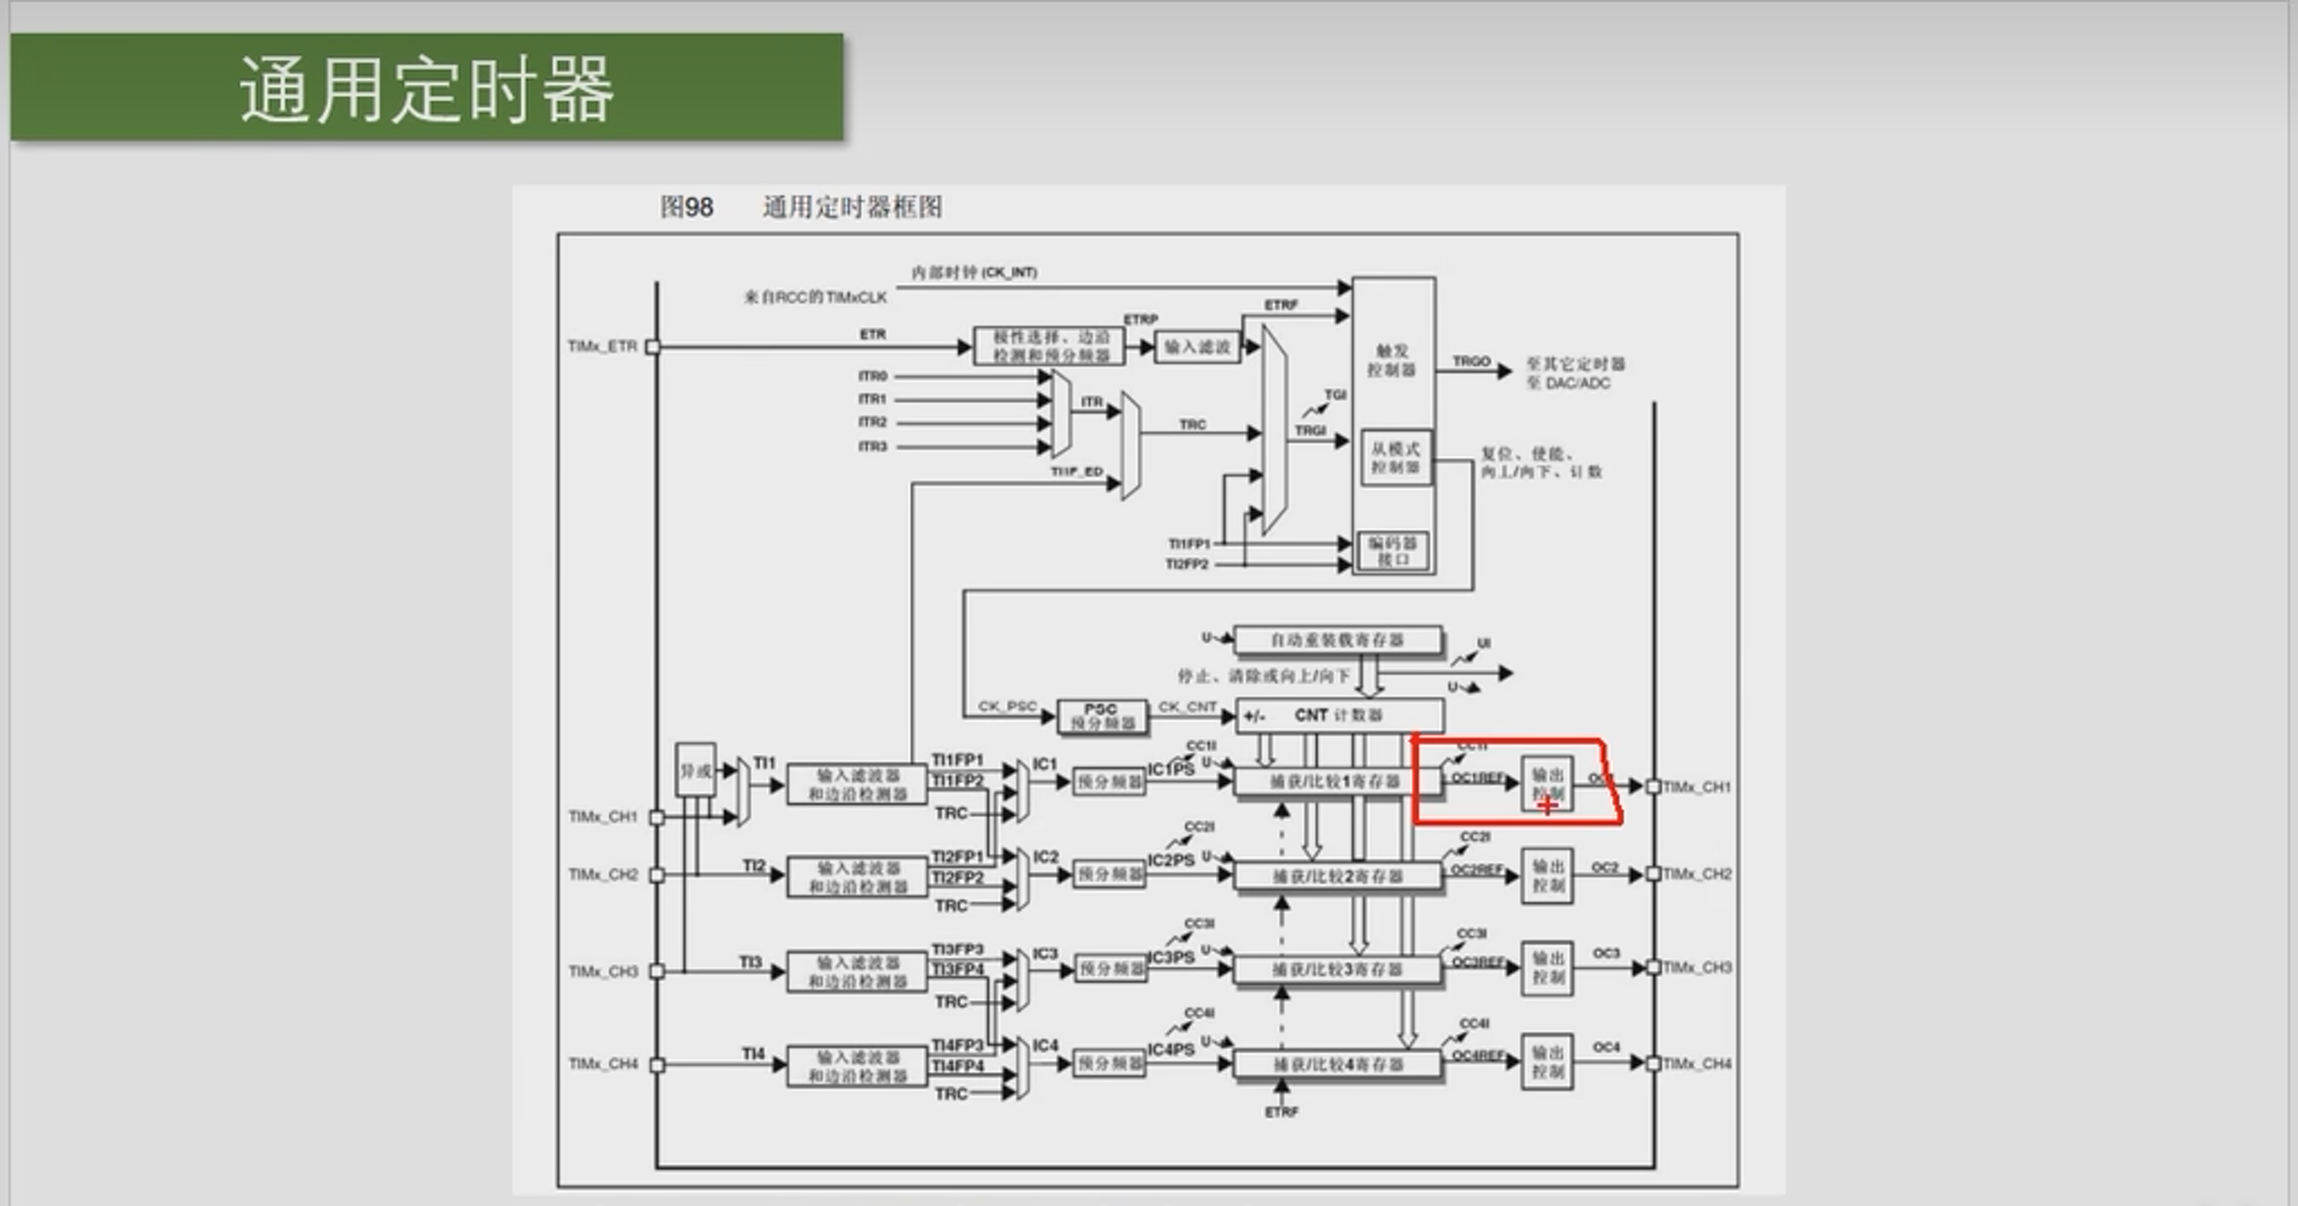 通用定时器
图98 通用定时器框图
内部时钟 (CK_INT)
来自RCC的TIMxCLK
ETRF
ETRP
ETR
TIMx_ETR
极性选择、边沿
检测和预分频器
输入滤波
触发
控制器
TRGO
至其它定时器
至 DAC/ADC
ITR0
ITR1
ITR2
ITR3
ITR
TRC
TGI
TRGI
从模式
控制器
复位、使能、
向上/向下、计数
TI1F_ED
TI1FP1
TI2FP2
编码器
接口
U
自动重装载寄存器
UI
停止、清除或向上/向下
U
CK_PSC
PSC
预分频器
CK_CNT
+/- CNT 计数器
异或
TI1
输入滤波器
和边沿检测器
TI1FP1
TI1FP2
TRC
IC1
预分频器
CC1I
IC1PS
U
捕获/比较1寄存器
CC1I
OC1REF
输出
控制
TIMx_CH1
TIMx_CH1
TIMx_CH2
TI2
输入滤波器
和边沿检测器
TI2FP1
TI2FP2
TRC
IC2
预分频器
CC2I
IC2PS
U
捕获/比较2寄存器
CC2I
OC2REF
输出
控制
OC2
TIMx_CH2
TIMx_CH3
TI3
输入滤波器
和边沿检测器
TI3FP3
TI3FP4
TRC
IC3
预分频器
CC3I
IC3PS
U
捕获/比较3寄存器
CC3I
OC3REF
输出
控制
OC3
TIMx_CH3
TIMx_CH4
TI4
输入滤波器
和边沿检测器
TI4FP3
TI4FP4
TRC
IC4
预分频器
CC4I
IC4PS
U
捕获/比较4寄存器
CC4I
OC4REF
输出
控制
OC4
TIMx_CH4
ETRF